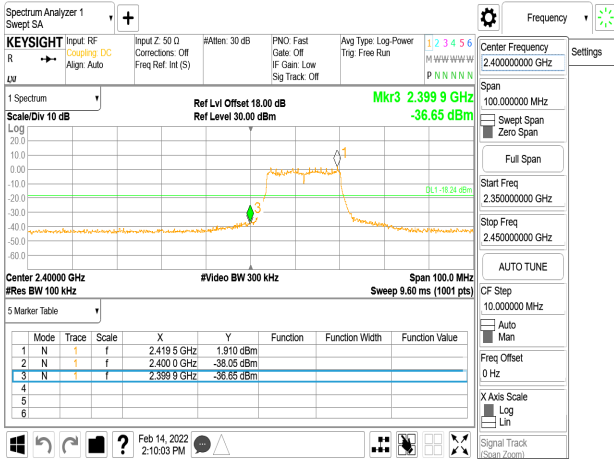 Spectrum Analyzer 1
Swept SA
Frequency
KEYSIGHT
R
Input: RF
Coupling: DC
Align: Auto
Input Z: 50 Ω
Corrections: Off
Freq Ref: Int (S)
#Atten: 30 dB
PNO: Fast
Gate: Off
IF Gain: Low
Sig Track: Off
Avg Type: Log-Power
Trig: Free Run
1 2 3 4 5 6
M W W W W W
P N N N N N
Center Frequency
2.400000000 GHz
Settings
Span
100.000000 MHz
Swept Span
Zero Span
Full Span
Start Freq
2.350000000 GHz
Stop Freq
2.450000000 GHz
AUTO TUNE
CF Step
10.000000 MHz
Auto
Man
Freq Offset
0 Hz
X Axis Scale
Log
Lin
Signal Track
(Span Zoom)
1 Spectrum
Scale/Div 10 dB
Ref Lvl Offset 18.00 dB
Ref Level 30.00 dBm
Mkr3 2.399 9 GHz
-36.65 dBm
Log
20.0
10.0
0.00
-10.0
-20.0
-30.0
-40.0
-50.0
-60.0
1
3
DL1 -16.24 dBm
Center 2.40000 GHz
#Video BW 300 kHz
Span 100.0 MHz
#Res BW 100 kHz
Sweep 9.60 ms (1001 pts)
5 Marker Table
Mode Trace Scale X Y Function Function Width Function Value
1 N 1 f 2.419 5 GHz 1.910 dBm
2 N 1 f 2.400 0 GHz -38.05 dBm
3 N 1 f 2.399 9 GHz -36.65 dBm
4
5
6
Feb 14, 2022
2:10:03 PM